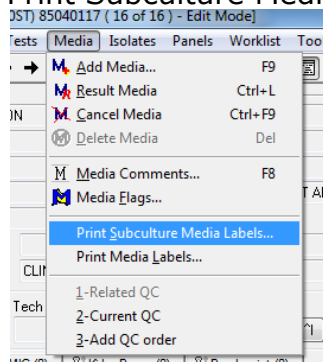 Print Subculture Medi
OST) 85040117 ( 16 of 16 ) - Edit Mode]
Tests Media Isolates Panels Worklist Too
Add Media... F9
Result Media Ctrl+L
ON Cancel Media Ctrl+F9
Delete Media Del
M Media Comments... F8
Media Flags...
T AI
Print Subculture Media Labels...
Print Media Labels...
CLIN
1-Related QC
Tech 2-Current QC
3-Add QC order